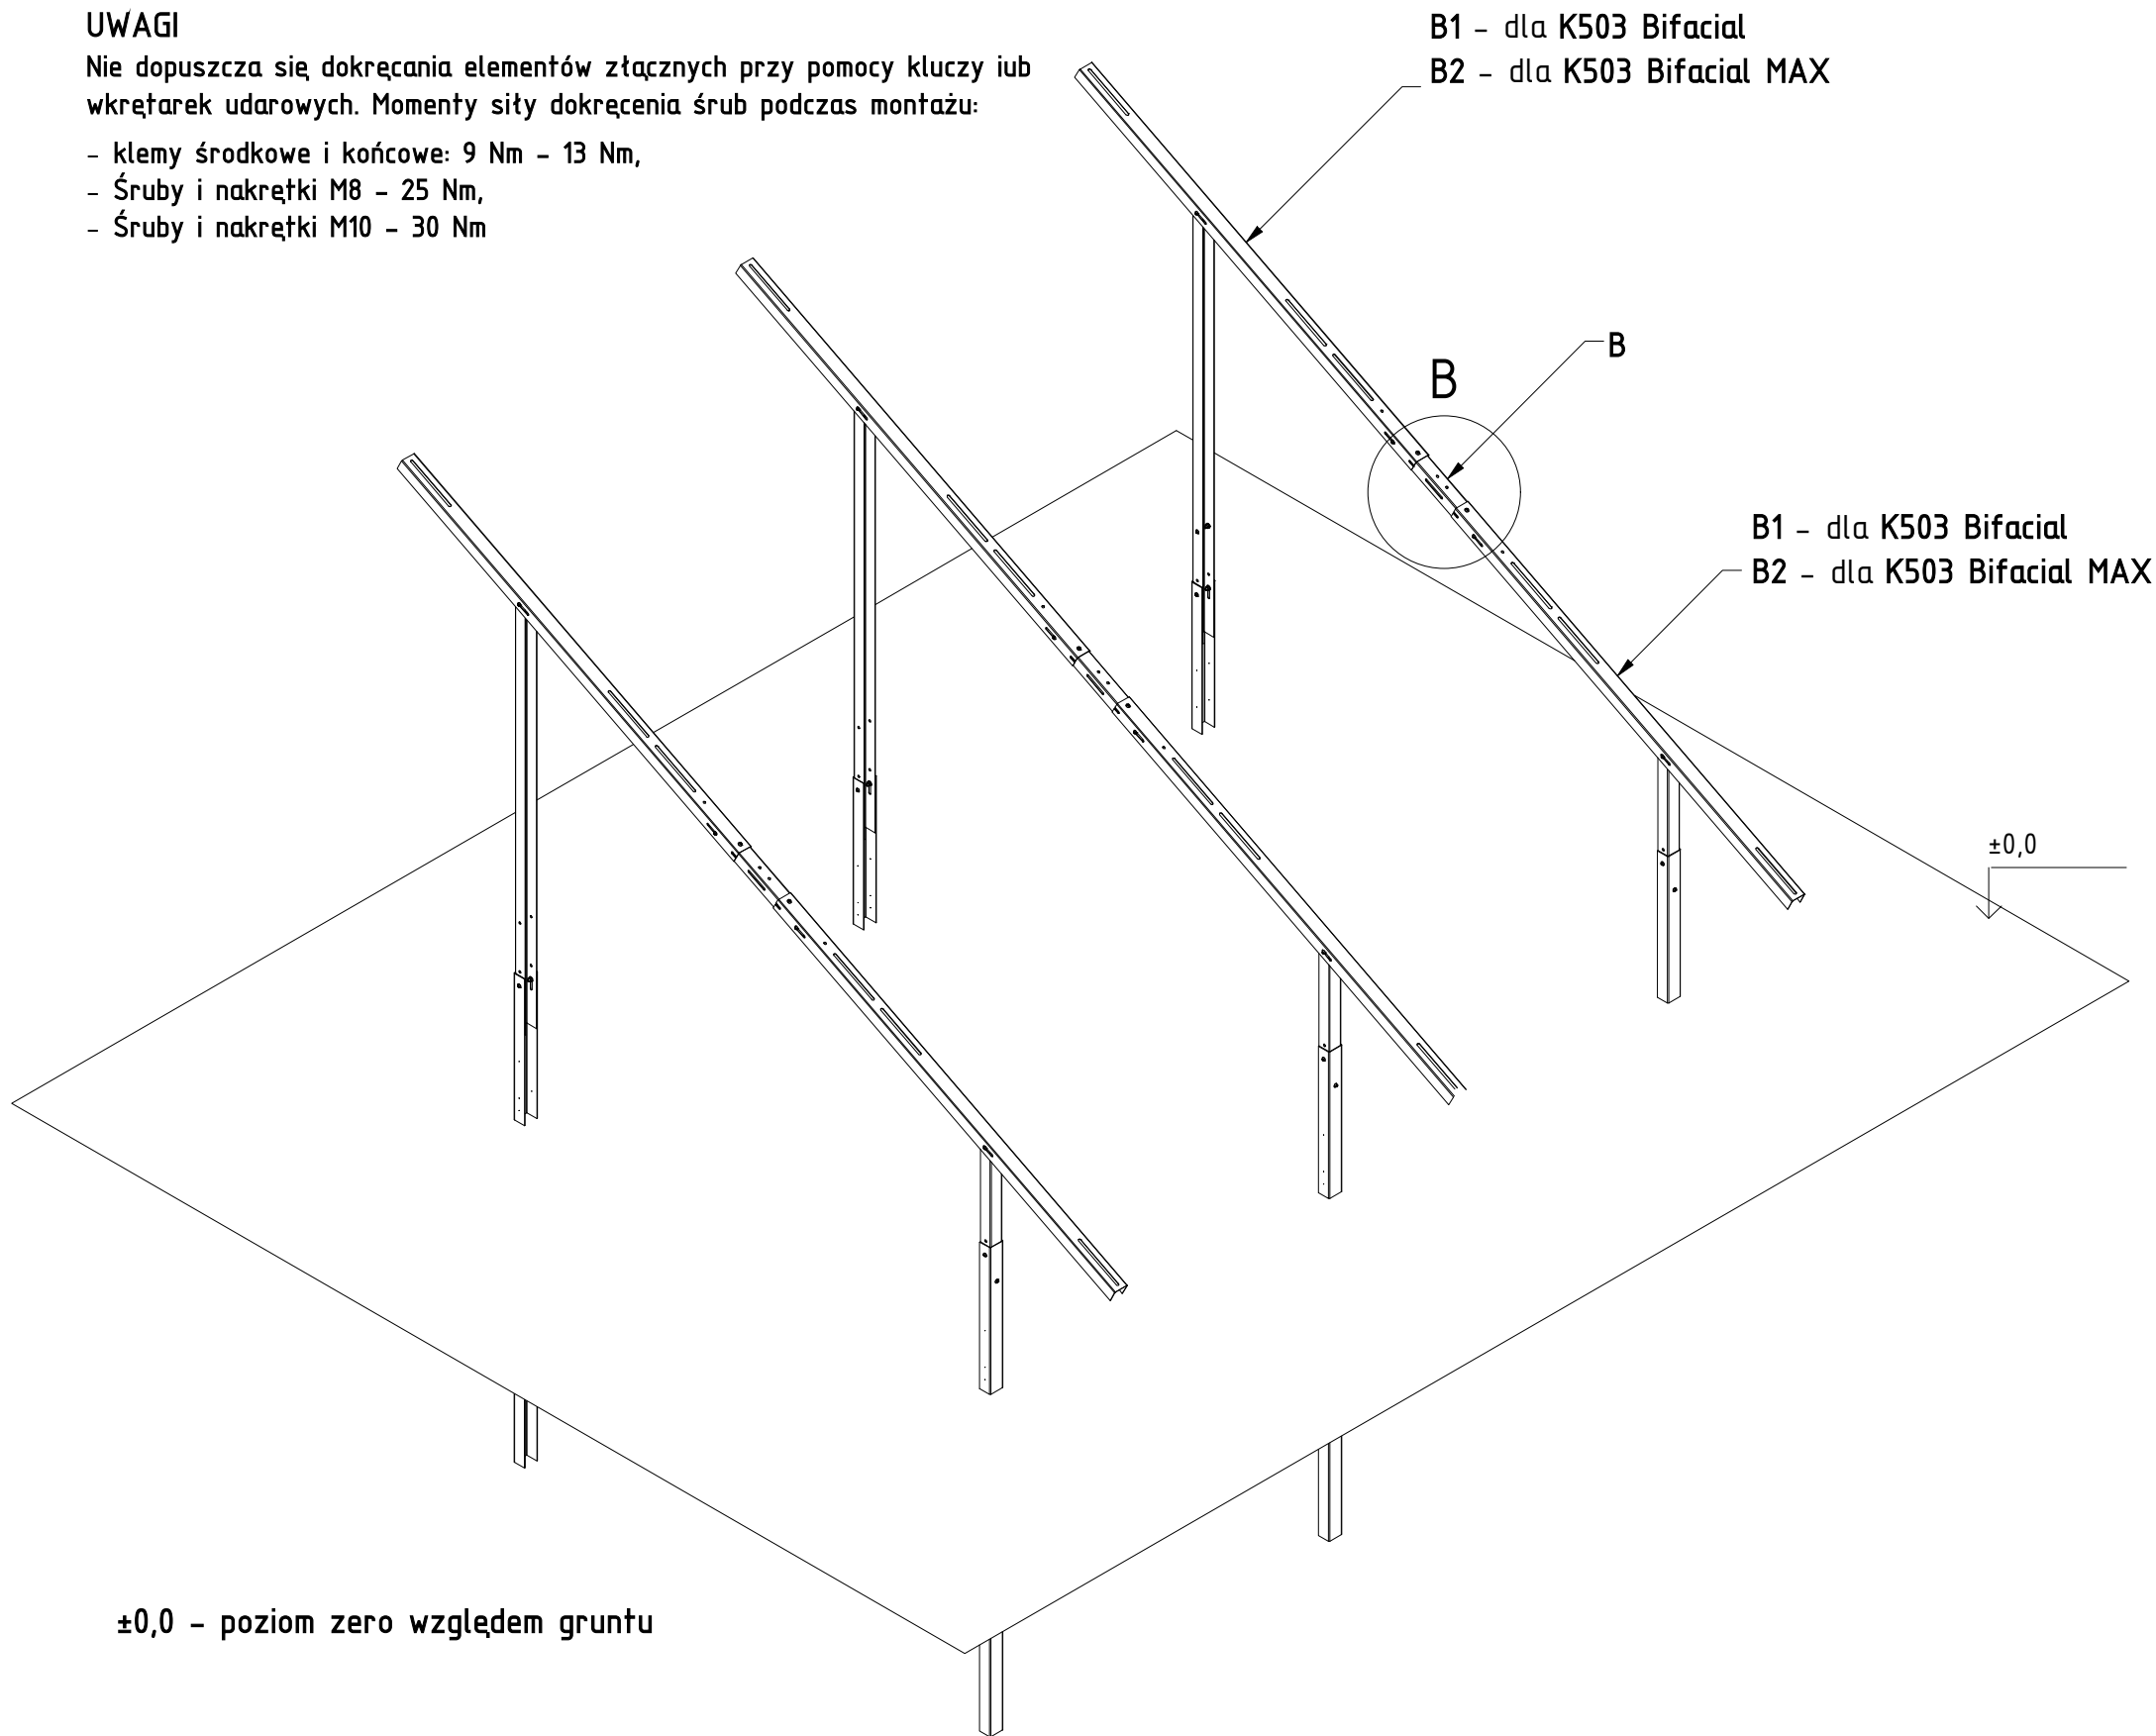 UWAGI
Nie dopuszcza się dokręcania elementów złącznych przy pomocy kluczy iub
wkrętarek udarowych. Momenty siły dokręcenia śrub podczas montażu:
- klemy środkowe i końcowe: 9 Nm - 13 Nm,
- Śruby i nakrętki M8 - 25 Nm,
- Śruby i nakrętki M10 - 30 Nm
B1 - dla K503 Bifacial
B2 - dla K503 Bifacial MAX
B
B
B1 - dla K503 Bifacial
B2 - dla K503 Bifacial MAX
±0,0
±0,0 - poziom zero względem gruntu